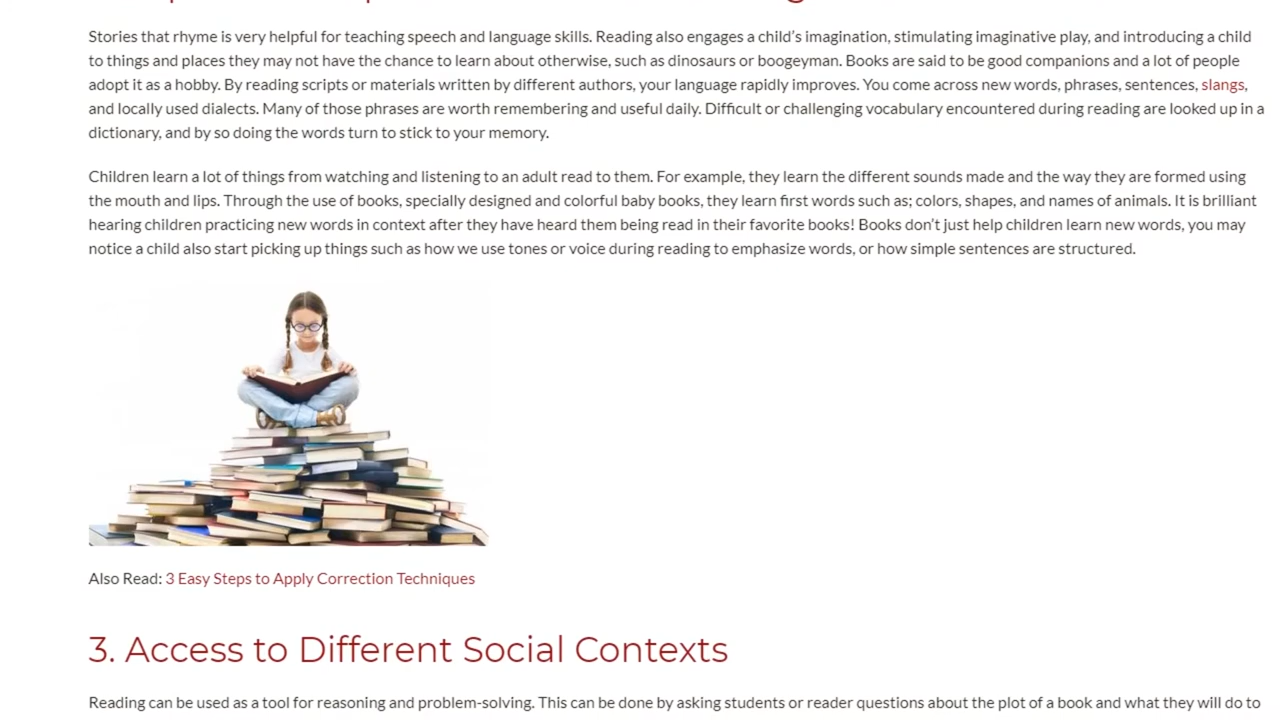 Stories that rhyme is very helpful for teaching speech and language skills. Reading also engages a child’s imagination, stimulating imaginative play, and introducing a child
to things and places they may not have the chance to learn about otherwise, such as dinosaurs or boogeyman. Books are said to be good companions and a lot of people
adopt it as a hobby. By reading scripts or materials written by different authors, your language rapidly improves. You come across new words, phrases, sentences, slangs,
and locally used dialects. Many of those phrases are worth remembering and useful daily. Difficult or challenging vocabulary encountered during reading are looked up in a
dictionary, and by so doing the words turn to stick to your memory.
Children learn a lot of things from watching and listening to an adult read to them. For example, they learn the different sounds made and the way they are formed using
the mouth and lips. Through the use of books, specially designed and colorful baby books, they learn first words such as; colors, shapes, and names of animals. It is brilliant
hearing children practicing new words in context after they have heard them being read in their favorite books! Books don’t just help children learn new words, you may
notice a child also start picking up things such as how we use tones or voice during reading to emphasize words, or how simple sentences are structured.
Also Read: 3 Easy Steps to Apply Correction Techniques
3. Access to Different Social Contexts
Reading can be used as a tool for reasoning and problem-solving. This can be done by asking students or reader questions about the plot of a book and what they will do to